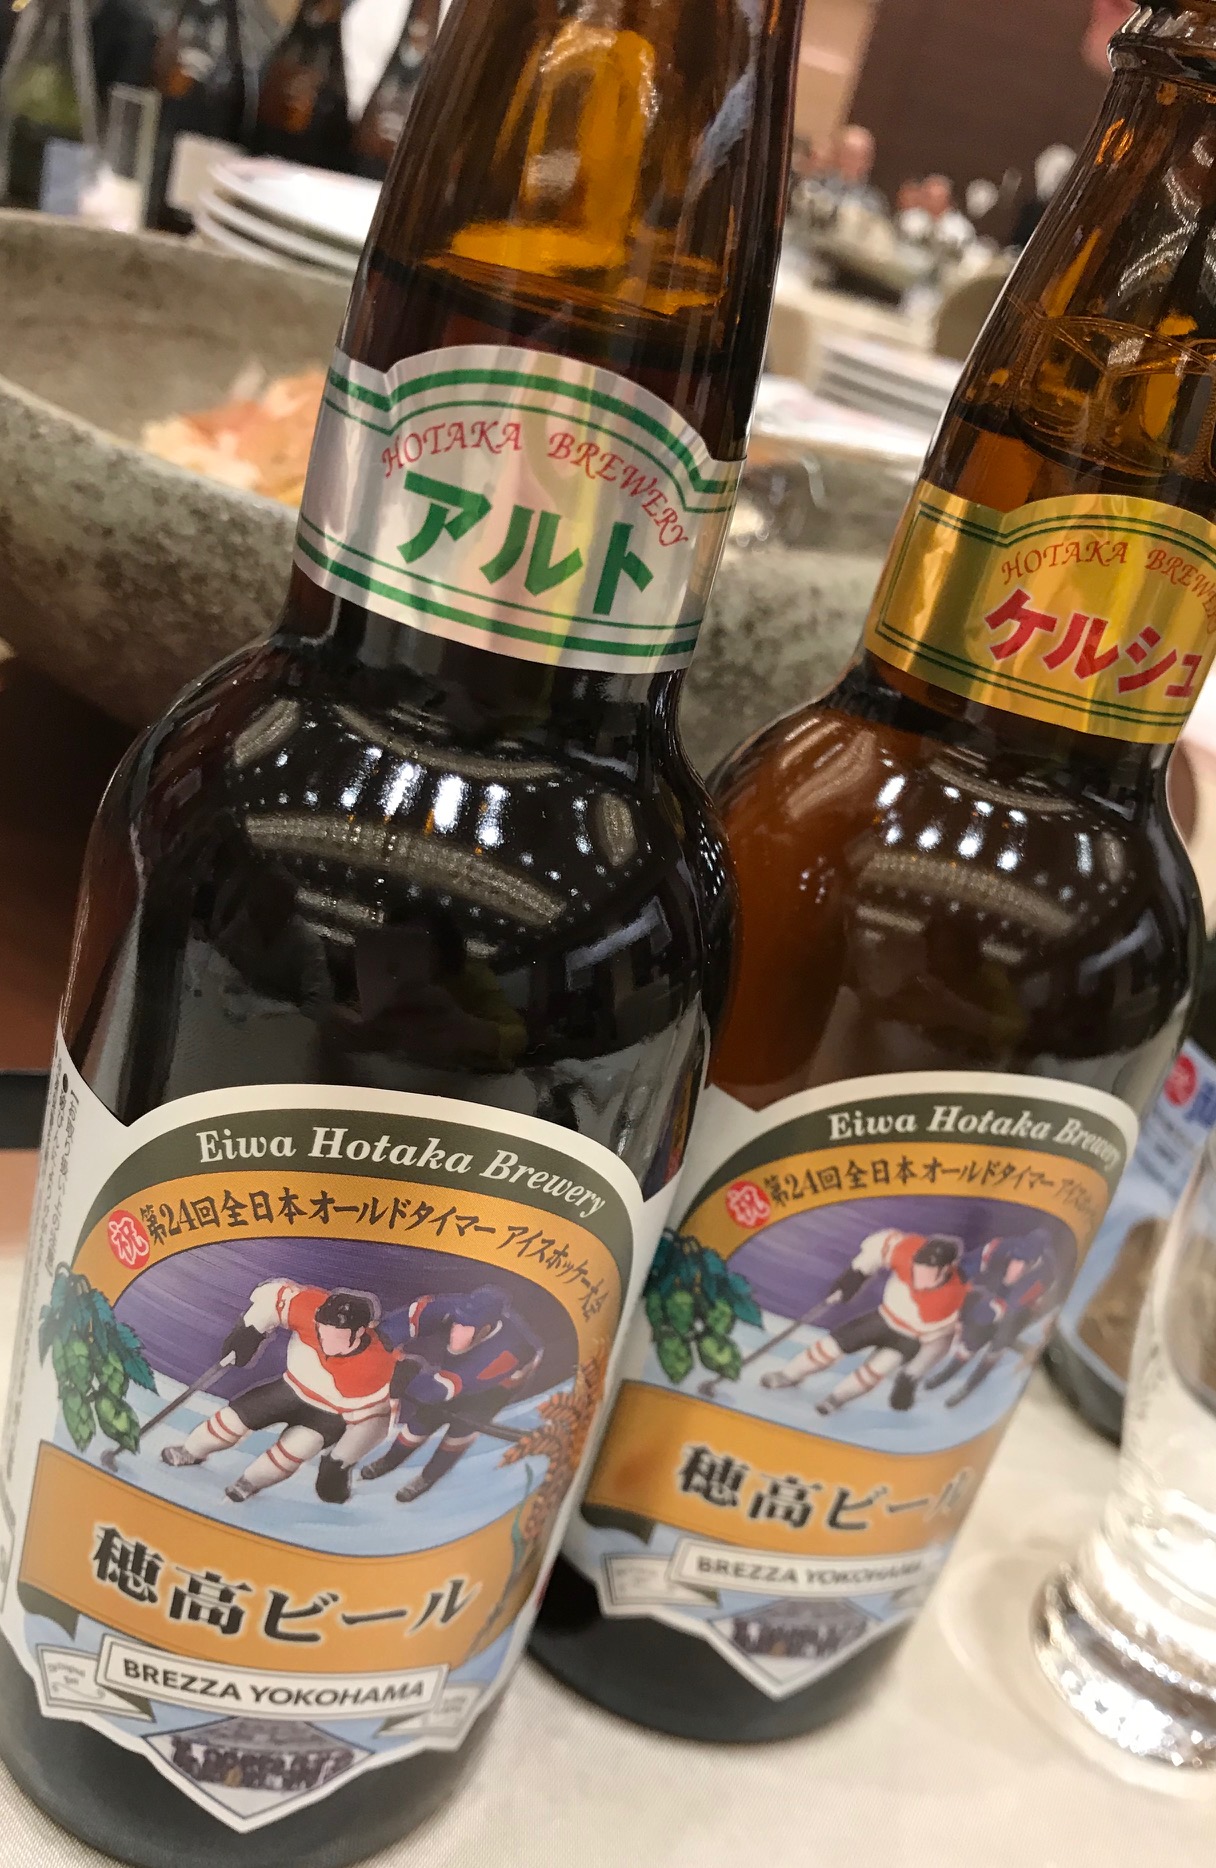 HOTAKA BREWERY
アルト
Eiwa Hotaka Brewery
祝 第24回全日本オールドタイマー アイスホッケー大会
穂高ビール
BREZZA YOKOHAMA
HOTAKA BREWERY
ケルシュ
Eiwa Hotaka Brewery
祝 第24回全日本オールドタイマー
穂高ビール
BREZZA YOKOHAMA